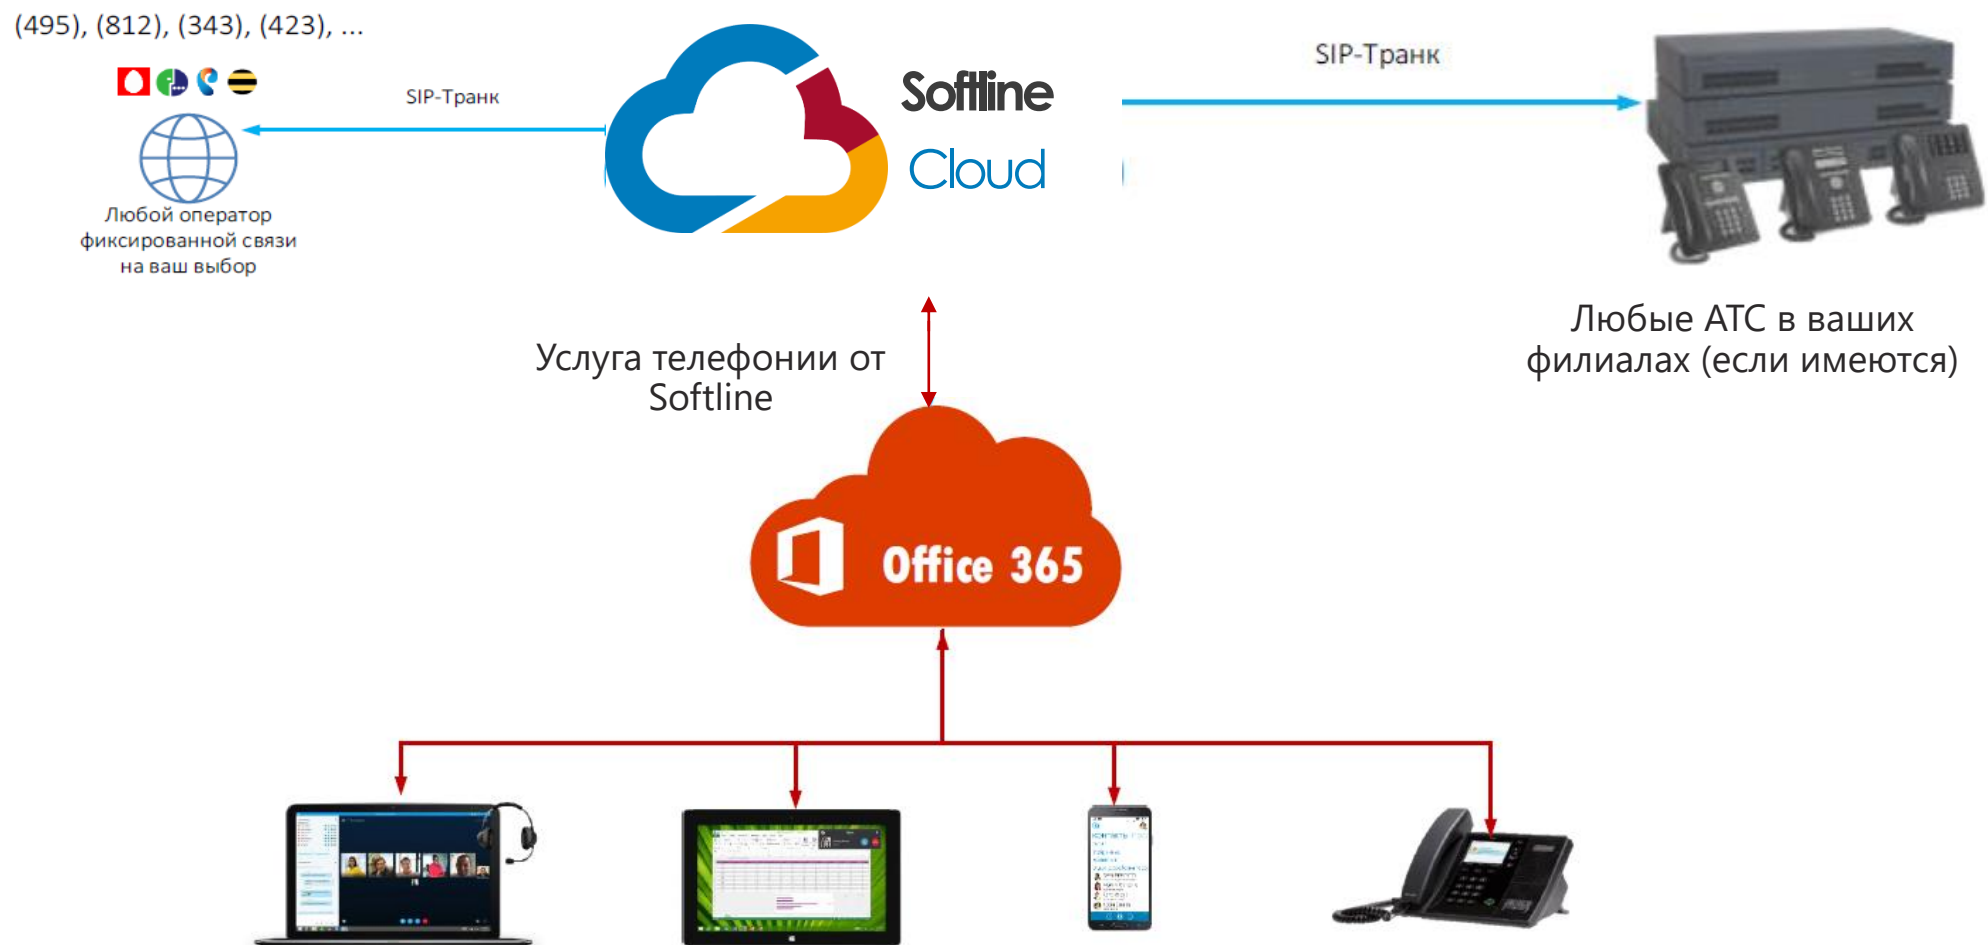 (495), (812), (343), (423), ...
SIP-Транк
SIP-Транк
Softline
Cloud
Любой оператор
фиксированной связи
на ваш выбор
Любые АТС в ваших
филиалах (если имеются)
Услуга телефонии от
Softline
Office 365